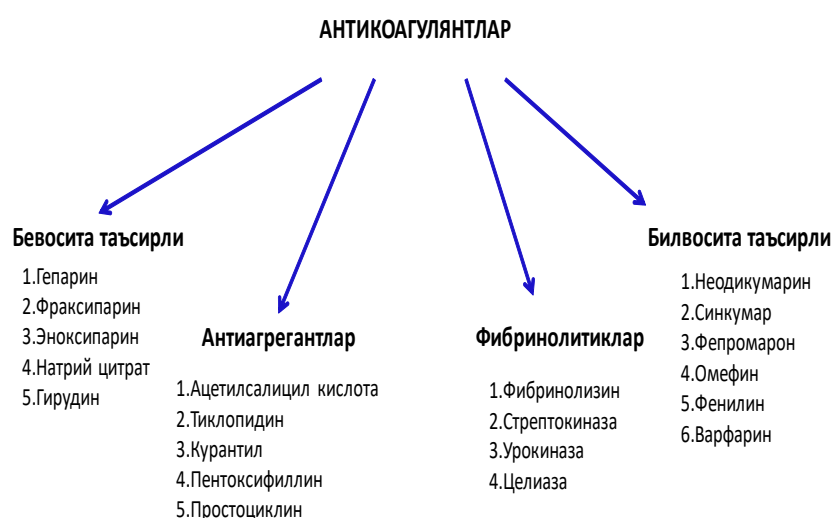 АНТИКОАГУЛЯНТЛАР
Бевосита таъсирли
1.Гепарин
2.Фраксипарин
3.Эноксипарин
4.Натрий цитрат
5.Гирудин
Антиагрегантлар
1.Ацетилсалицил кислота
2.Тиклопидин
3.Курантил
4.Пентоксифиллин
5.Простоциклин
Фибринолитиклар
1.Фибринолизин
2.Стрептокиназа
3.Урокиназа
4.Целиаза
Билвосита таъсирли
1.Неодикумарин
2.Синкумар
3.Фепромарон
4.Омефин
5.Фенилин
6.Варфарин